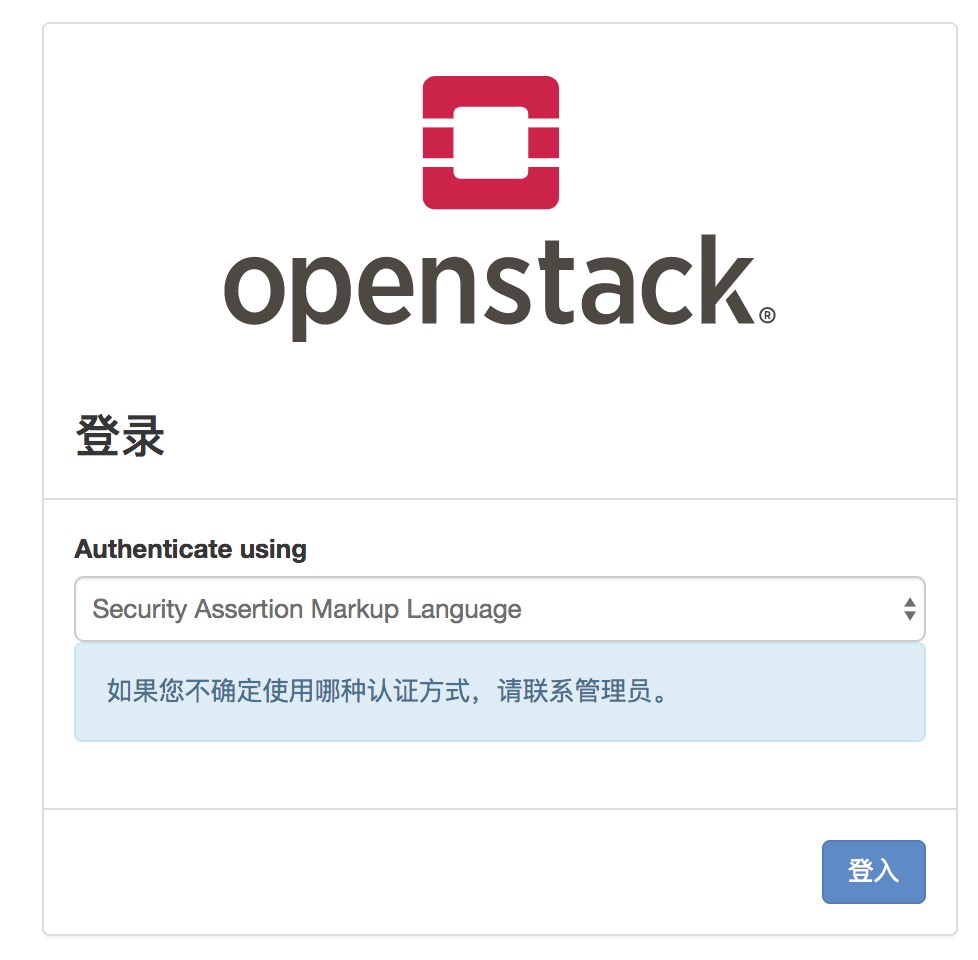 openstack®
登录
Authenticate using
Security Assertion Markup Language
如果您不确定使用哪种认证方式，请联系管理员。
登入